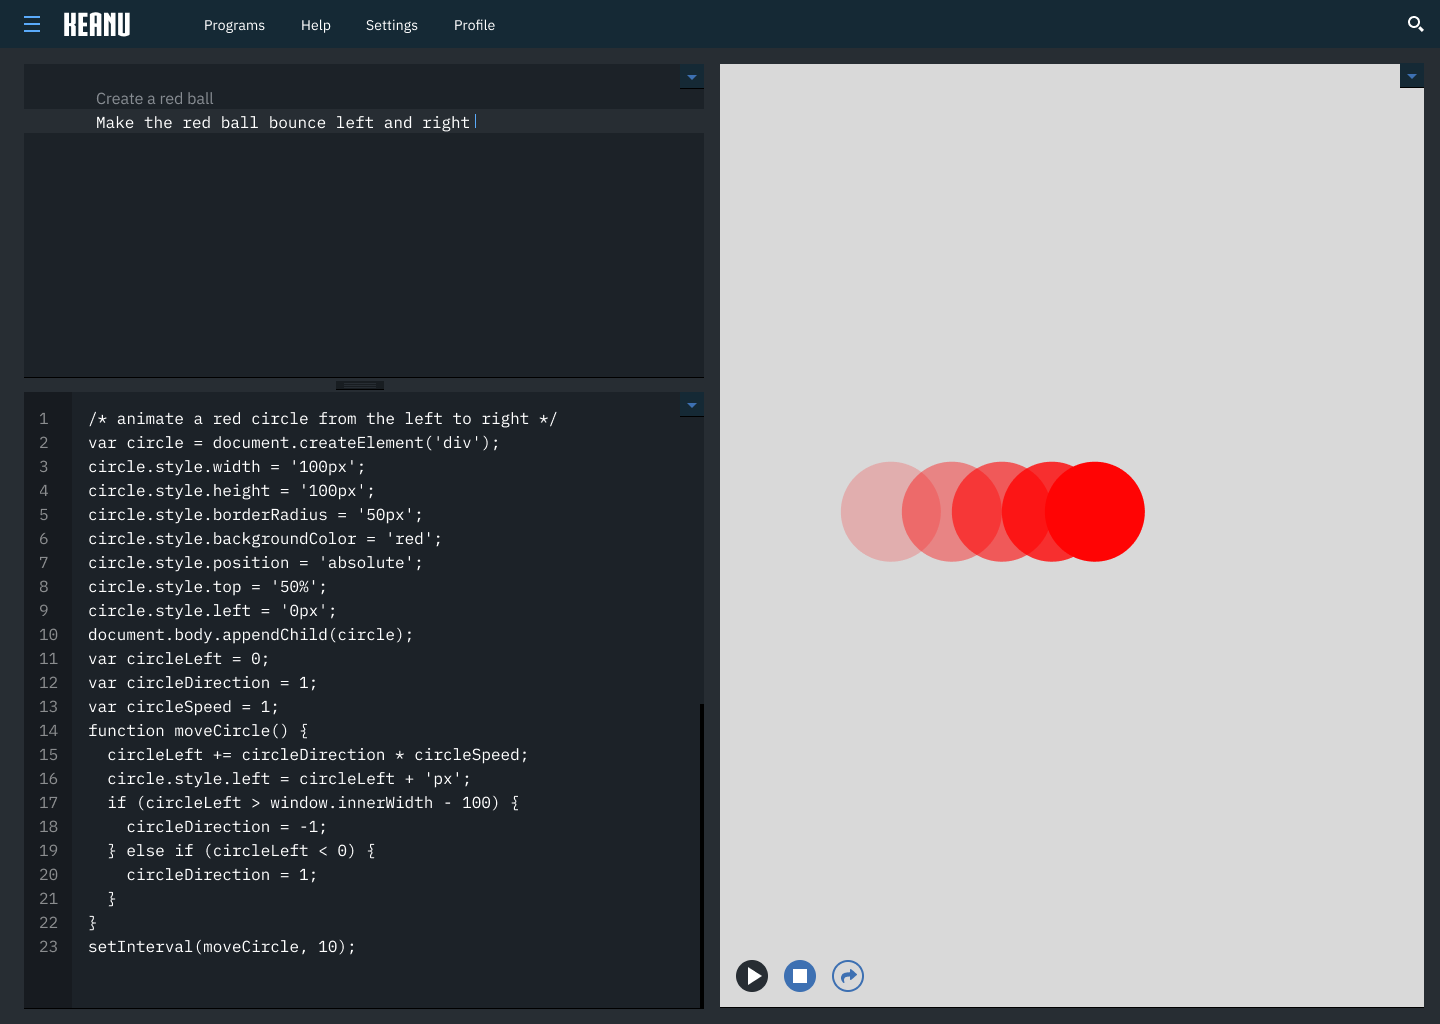 KEANU
Programs Help Settings Profile
Create a red ball
Make the red ball bounce left and right
1 /* animate a red circle from the left to right */
2 var circle = document.createElement('div');
3 circle.style.width = '100px';
4 circle.style.height = '100px';
5 circle.style.borderRadius = '50px';
6 circle.style.backgroundColor = 'red';
7 circle.style.position = 'absolute';
8 circle.style.top = '50%';
9 circle.style.left = '0px';
10 document.body.appendChild(circle);
11 var circleLeft = 0;
12 var circleDirection = 1;
13 var circleSpeed = 1;
14 function moveCircle() {
15   circleLeft += circleDirection * circleSpeed;
16   circle.style.left = circleLeft + 'px';
17   if (circleLeft > window.innerWidth - 100) {
18     circleDirection = -1;
19   } else if (circleLeft < 0) {
20     circleDirection = 1;
21   }
22 }
23 setInterval(moveCircle, 10);